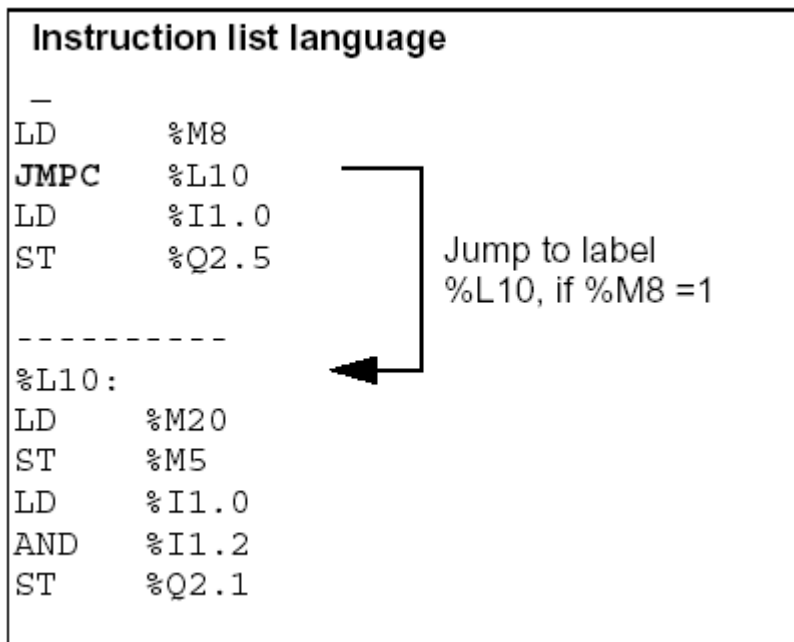 Instruction list language
_
LD %M8
JMPC %L10
LD %I1.0
ST %Q2.5
Jump to label
%L10, if %M8 =1
----------
%L10:
LD %M20
ST %M5
LD %I1.0
AND %I1.2
ST %Q2.1